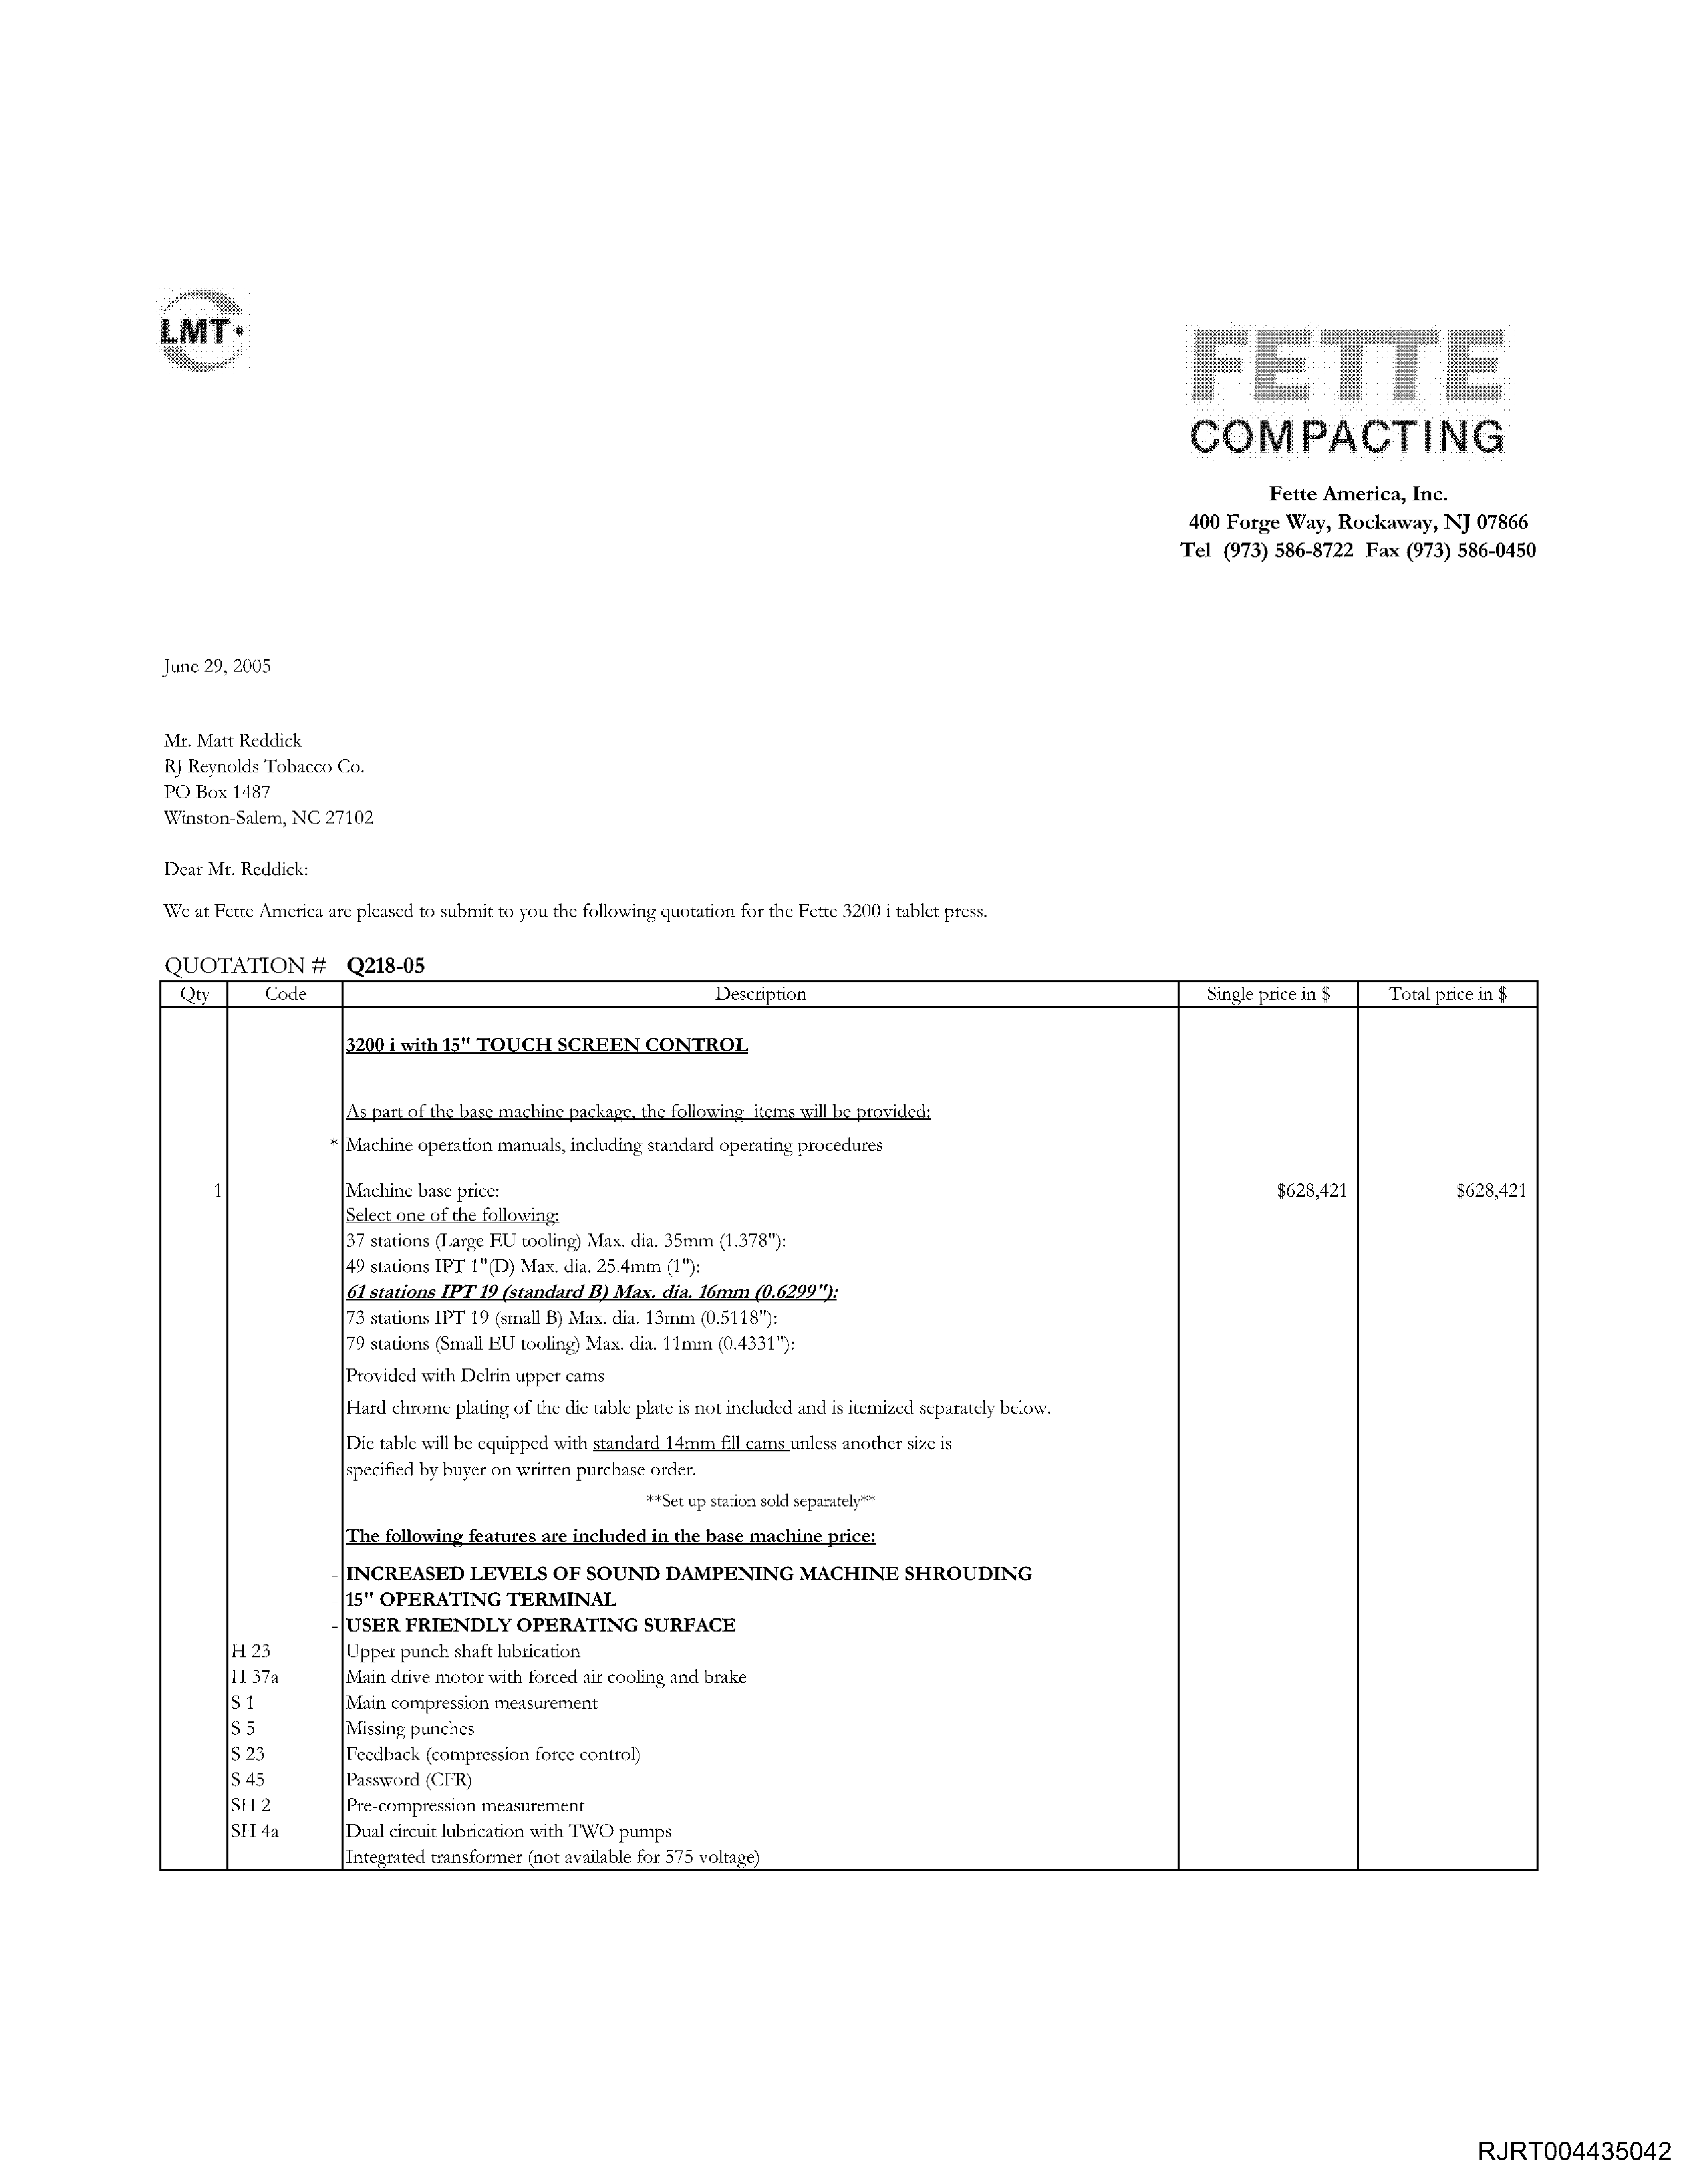 LMT
FETTE
COMPACTING
Fette America, Inc.
400 Forge Way, Rockaway, NJ 07866
Tel (973) 586-8722 Fax (973) 586-0450
June 29, 2005
Mr. Matt Reddick
RJ Reynolds Tobacco Co.
PO Box 1487
Winston-Salem, NC 27102
Dear Mr. Reddick:
We at Fette America are pleased to submit to you the following quotation for the Fette 3200 i tablet press.
QUOTATION # Q218-05
Qty Code Description Single price in $ Total price in $
3200 i with 15" TOUCH SCREEN CONTROL
As part of the base machine package, the following items will be provided:
* Machine operation manuals, including standard operating procedures
1 Machine base price: $628,421 $628,421
Select one of the following:
37 stations (Large EU tooling) Max. dia. 35mm (1.378"):
49 stations IPT 1"(D) Max. dia. 25.4mm (1"):
61 stations IPT 19 (standard B) Max. dia. 16mm (0.6299"):
73 stations IPT 19 (small B) Max. dia. 13mm (0.5118"):
79 stations (Small EU tooling) Max. dia. 11mm (0.4331"):
Provided with Delrin upper cams
Hard chrome plating of the die table plate is not included and is itemized separately below.
Die table will be equipped with standard 14mm fill cams unless another size is
specified by buyer on written purchase order.
**Set up station sold separately**
The following features are included in the base machine price:
- INCREASED LEVELS OF SOUND DAMPENING MACHINE SHROUDING
- 15" OPERATING TERMINAL
- USER FRIENDLY OPERATING SURFACE
H 23 Upper punch shaft lubrication
H 37a Main drive motor with forced air cooling and brake
S 1 Main compression measurement
S 5 Missing punches
S 23 Feedback (compression force control)
S 45 Password (CFR)
SH 2 Pre-compression measurement
SH 4a Dual circuit lubrication with TWO pumps
Integrated transformer (not available for 575 voltage)
RJRT004435042